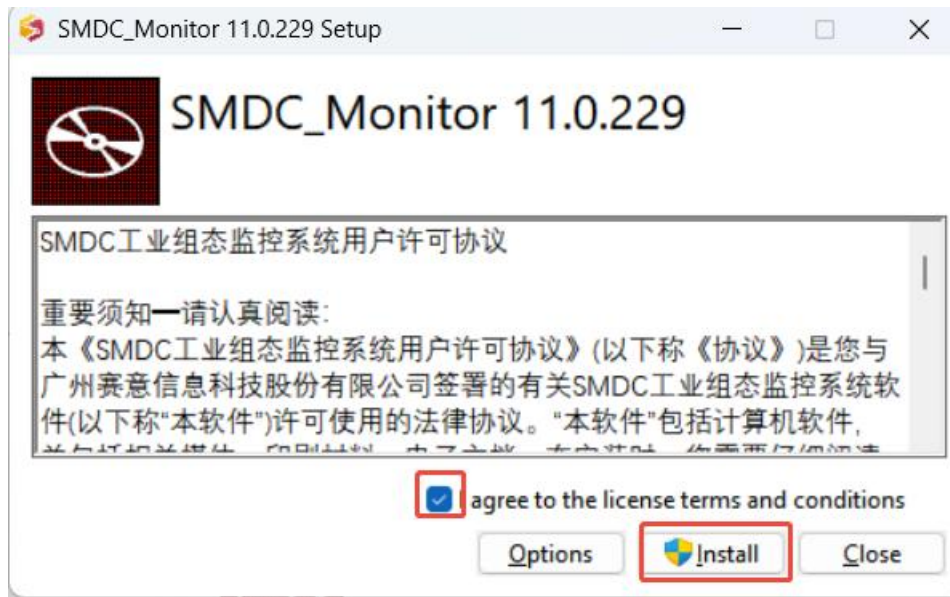 SMDC_Monitor 11.0.229 Setup
SMDC_Monitor 11.0.229
SMDC工业组态监控系统用户许可协议
重要须知━请认真阅读:
本《SMDC工业组态监控系统用户许可协议》(以下称《协议》)是您与
广州赛意信息科技股份有限公司签署的有关SMDC工业组态监控系统软
件(以下称“本软件”)许可使用的法律协议。“本软件”包括计算机软件,
I agree to the license terms and conditions
Options
Install
Close